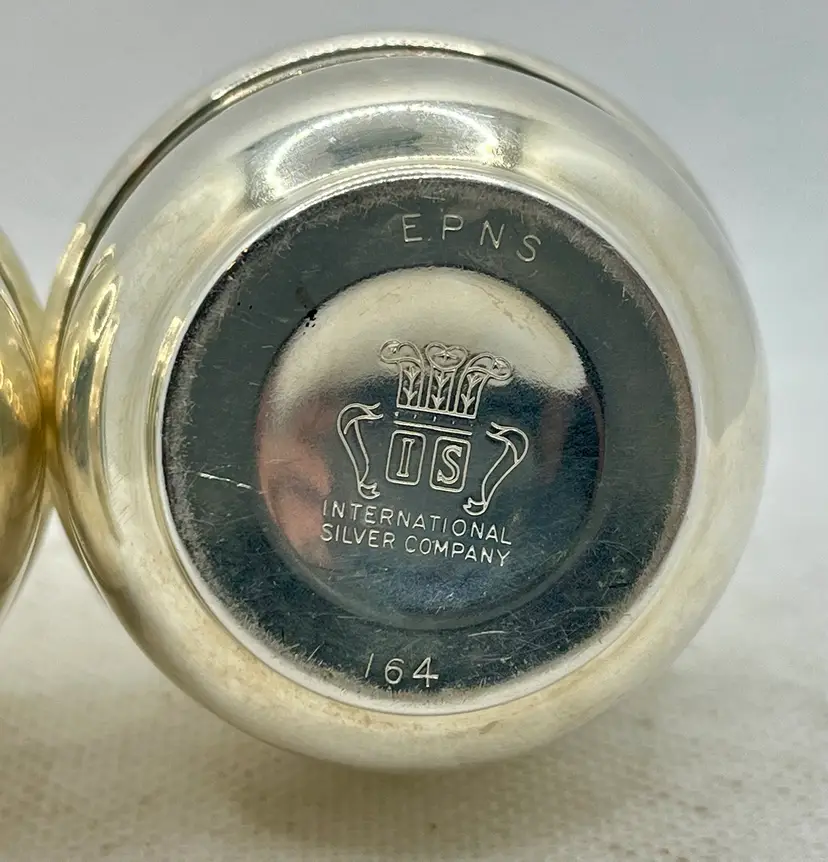 EPNS
IS
INTERNATIONAL
SILVER COMPANY
164